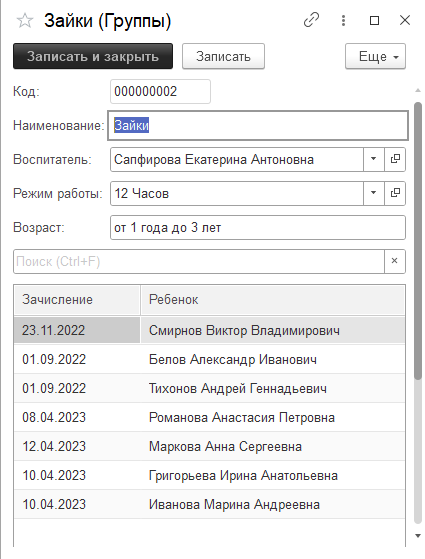 Зайки (Группы)
Записать и закрыть Записать Еще
Код: 000000002
Наименование: Зайки
Воспитатель: Сапфирова Екатерина Антоновна
Режим работы: 12 Часов
Возраст: от 1 года до 3 лет
Поиск (Ctrl+F)
Зачисление Ребенок
23.11.2022 Смирнов Виктор Владимирович
01.09.2022 Белов Александр Иванович
01.09.2022 Тихонов Андрей Геннадьевич
08.04.2023 Романова Анастасия Петровна
12.04.2023 Маркова Анна Сергеевна
10.04.2023 Григорьева Ирина Анатольевна
10.04.2023 Иванова Марина Андреевна